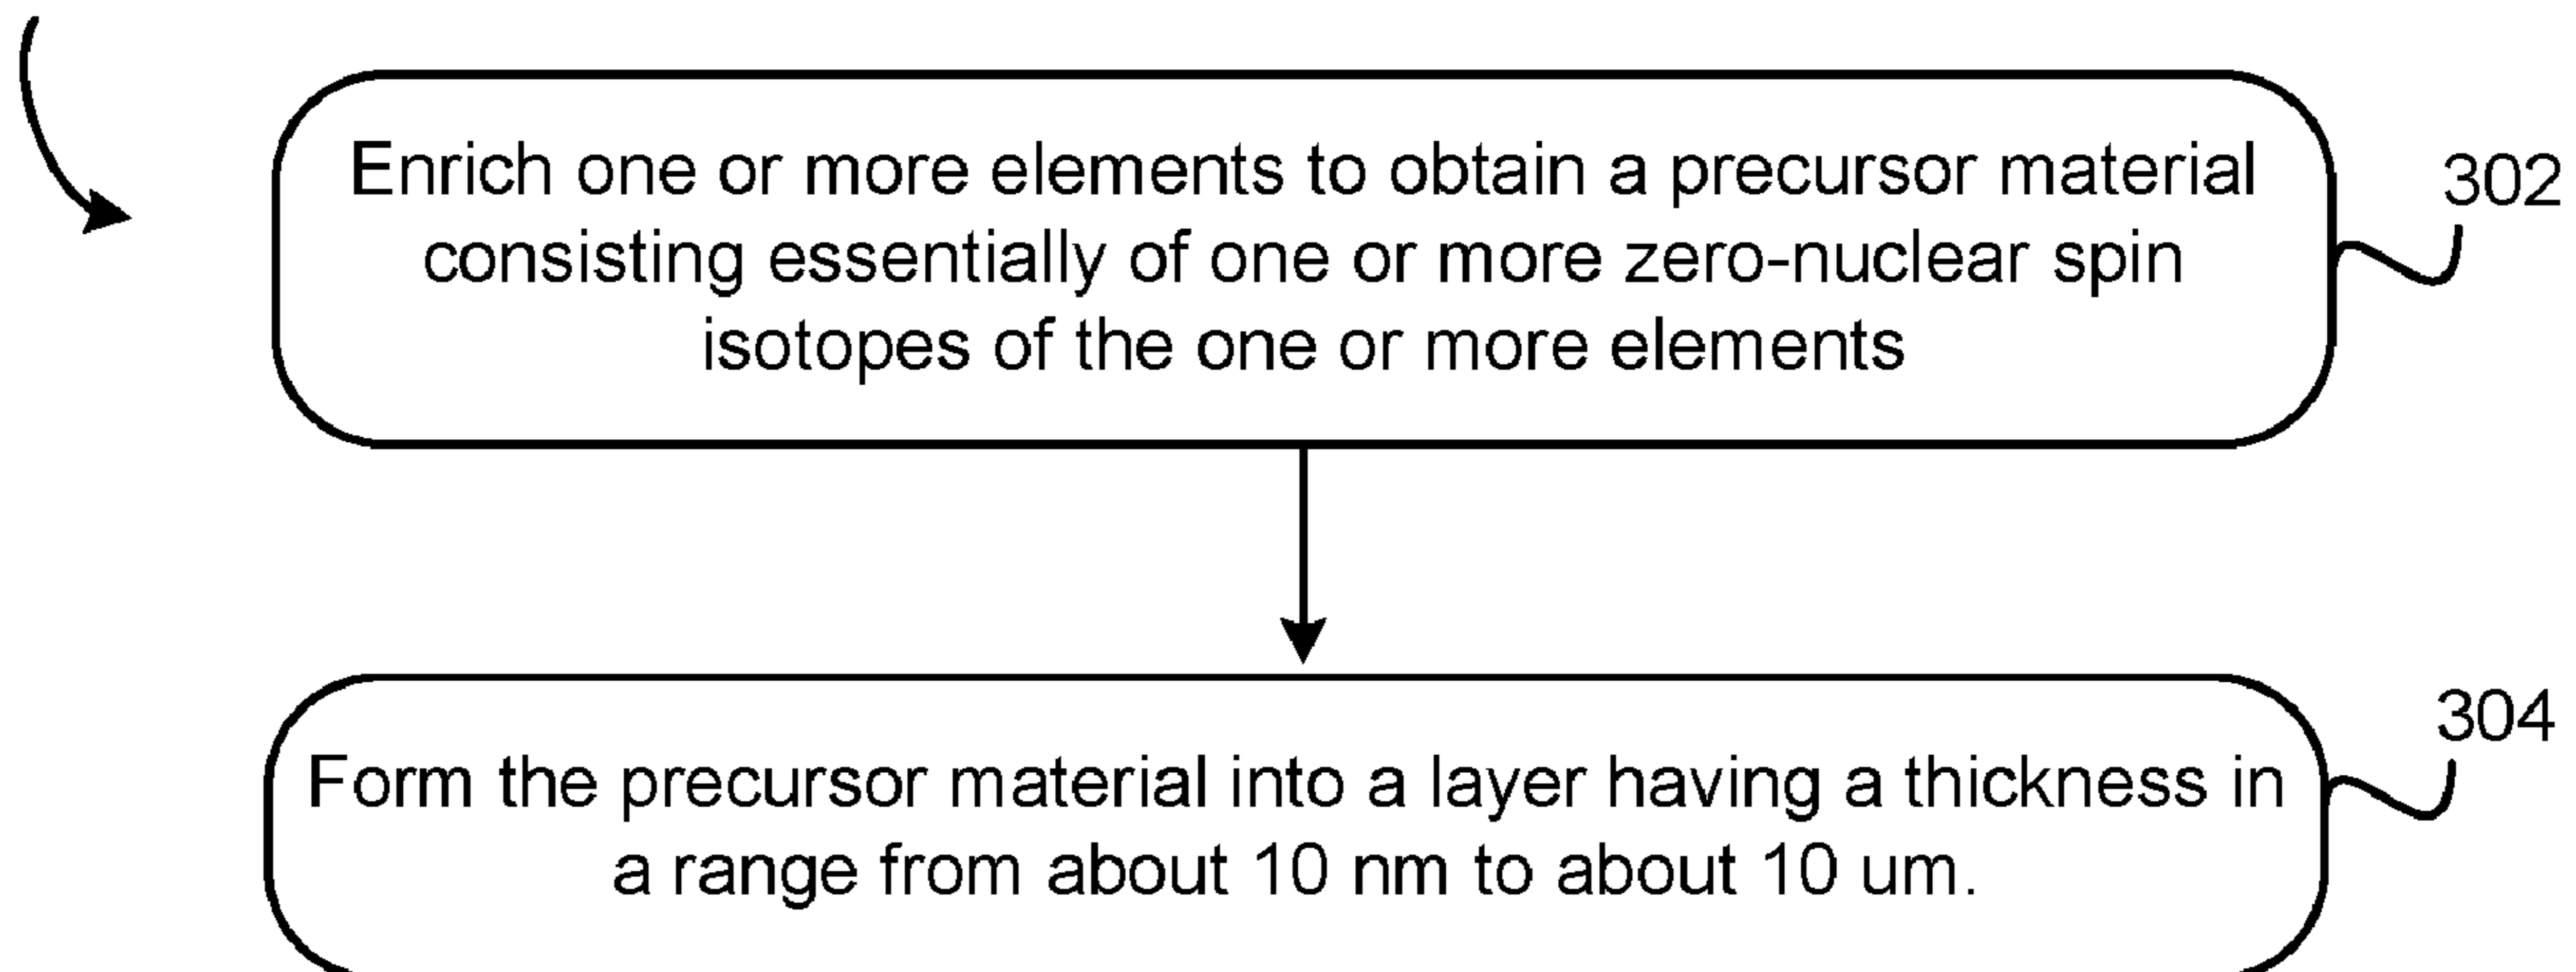 Enrich one or more elements to obtain a precursor material
consisting essentially of one or more zero-nuclear spin
isotopes of the one or more elements
302
Form the precursor material into a layer having a thickness in
a range from about 10 nm to about 10 um.
304